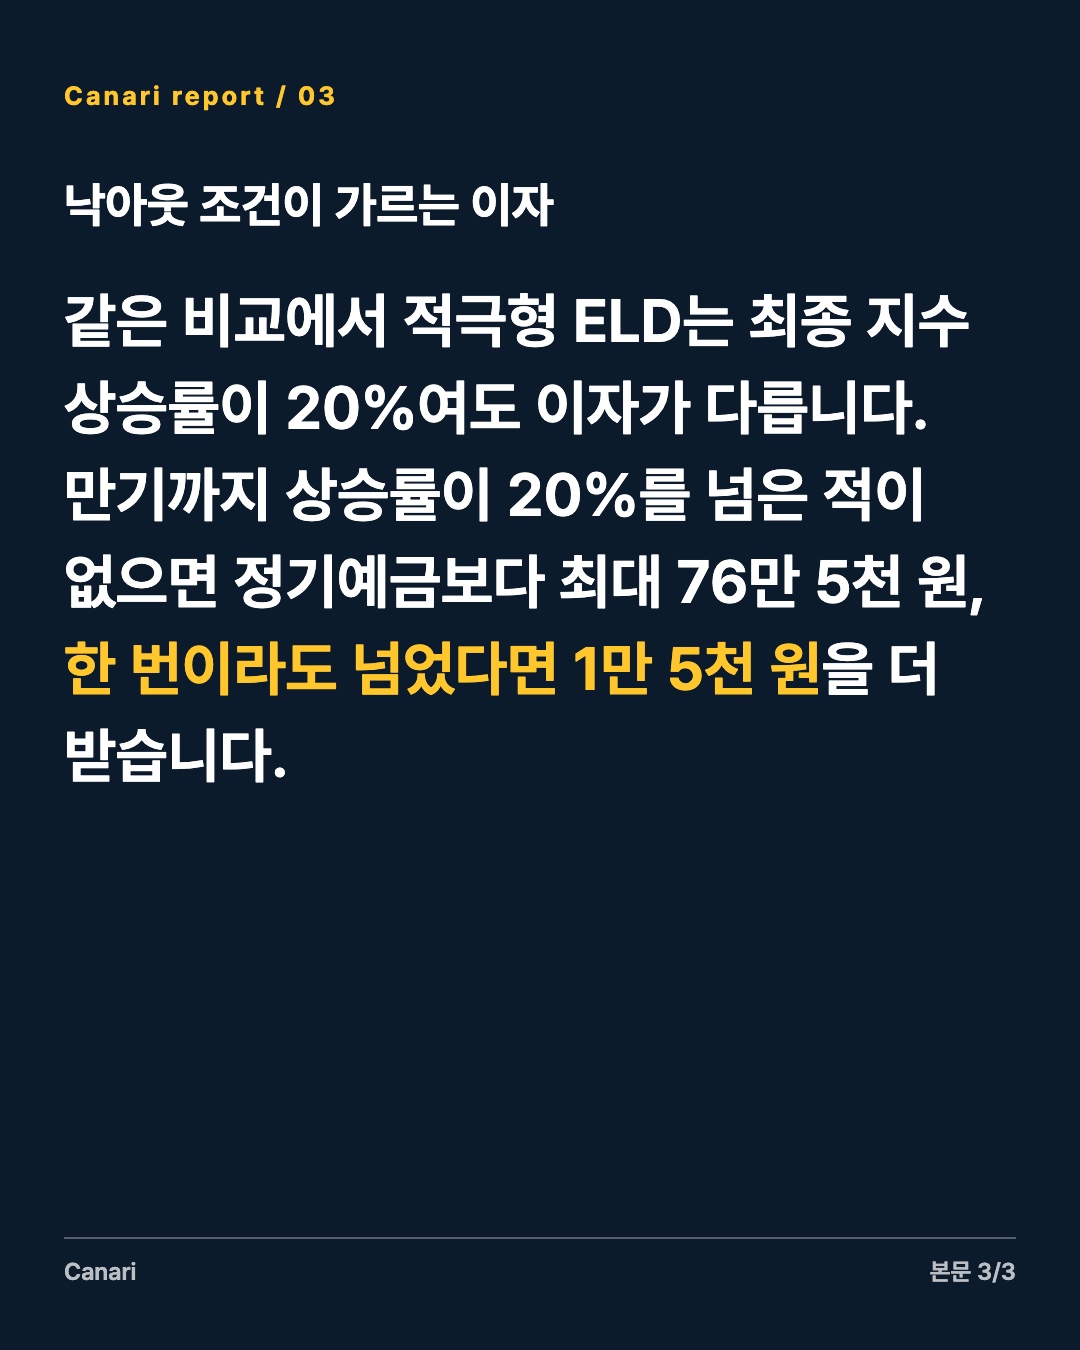 Canari report / 03
낙아웃 조건이 가르는 이자
같은 비교에서 적극형 ELD는 최종 지수
상승률이 20%여도 이자가 다릅니다.
만기까지 상승률이 20%를 넘은 적이
없으면 정기예금보다 최대 76만 5천 원,
한 번이라도 넘었다면 1만 5천 원을 더
받습니다.
Canari
본문 3/3